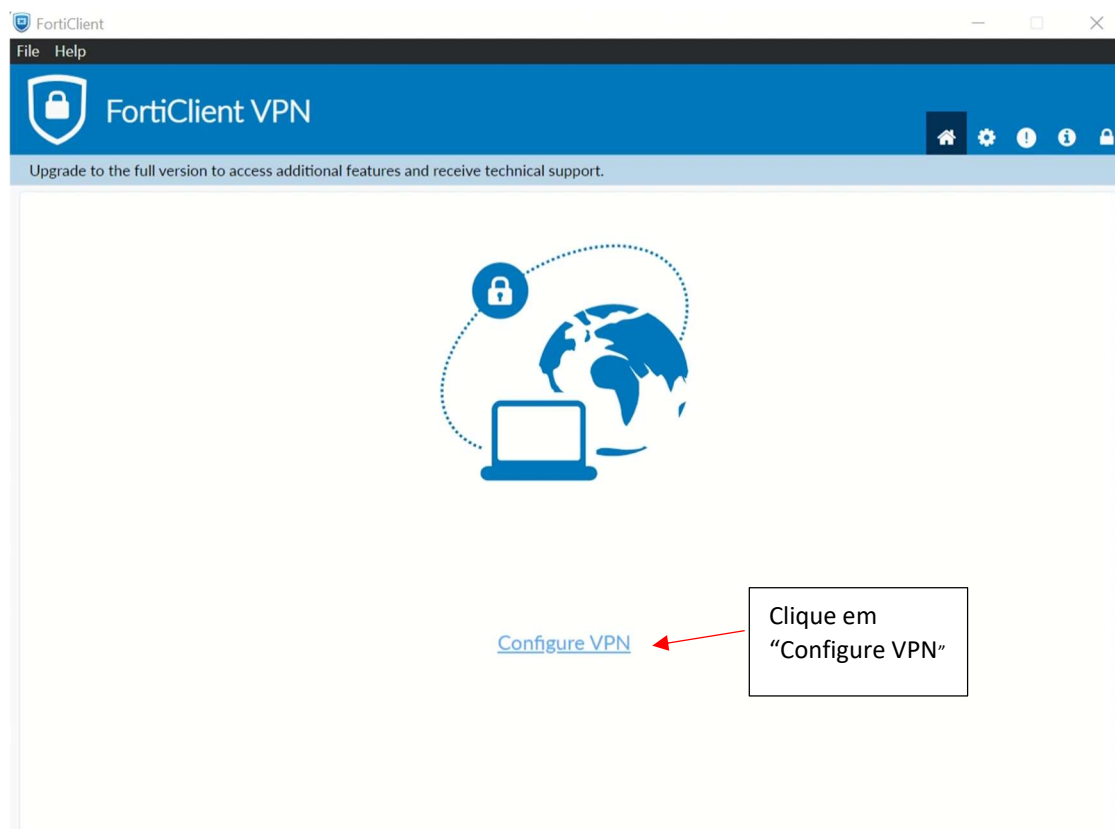 FortiClient
File Help
FortiClient VPN
Upgrade to the full version to access additional features and receive technical support.
Configure VPN
Clique em
“Configure VPN”